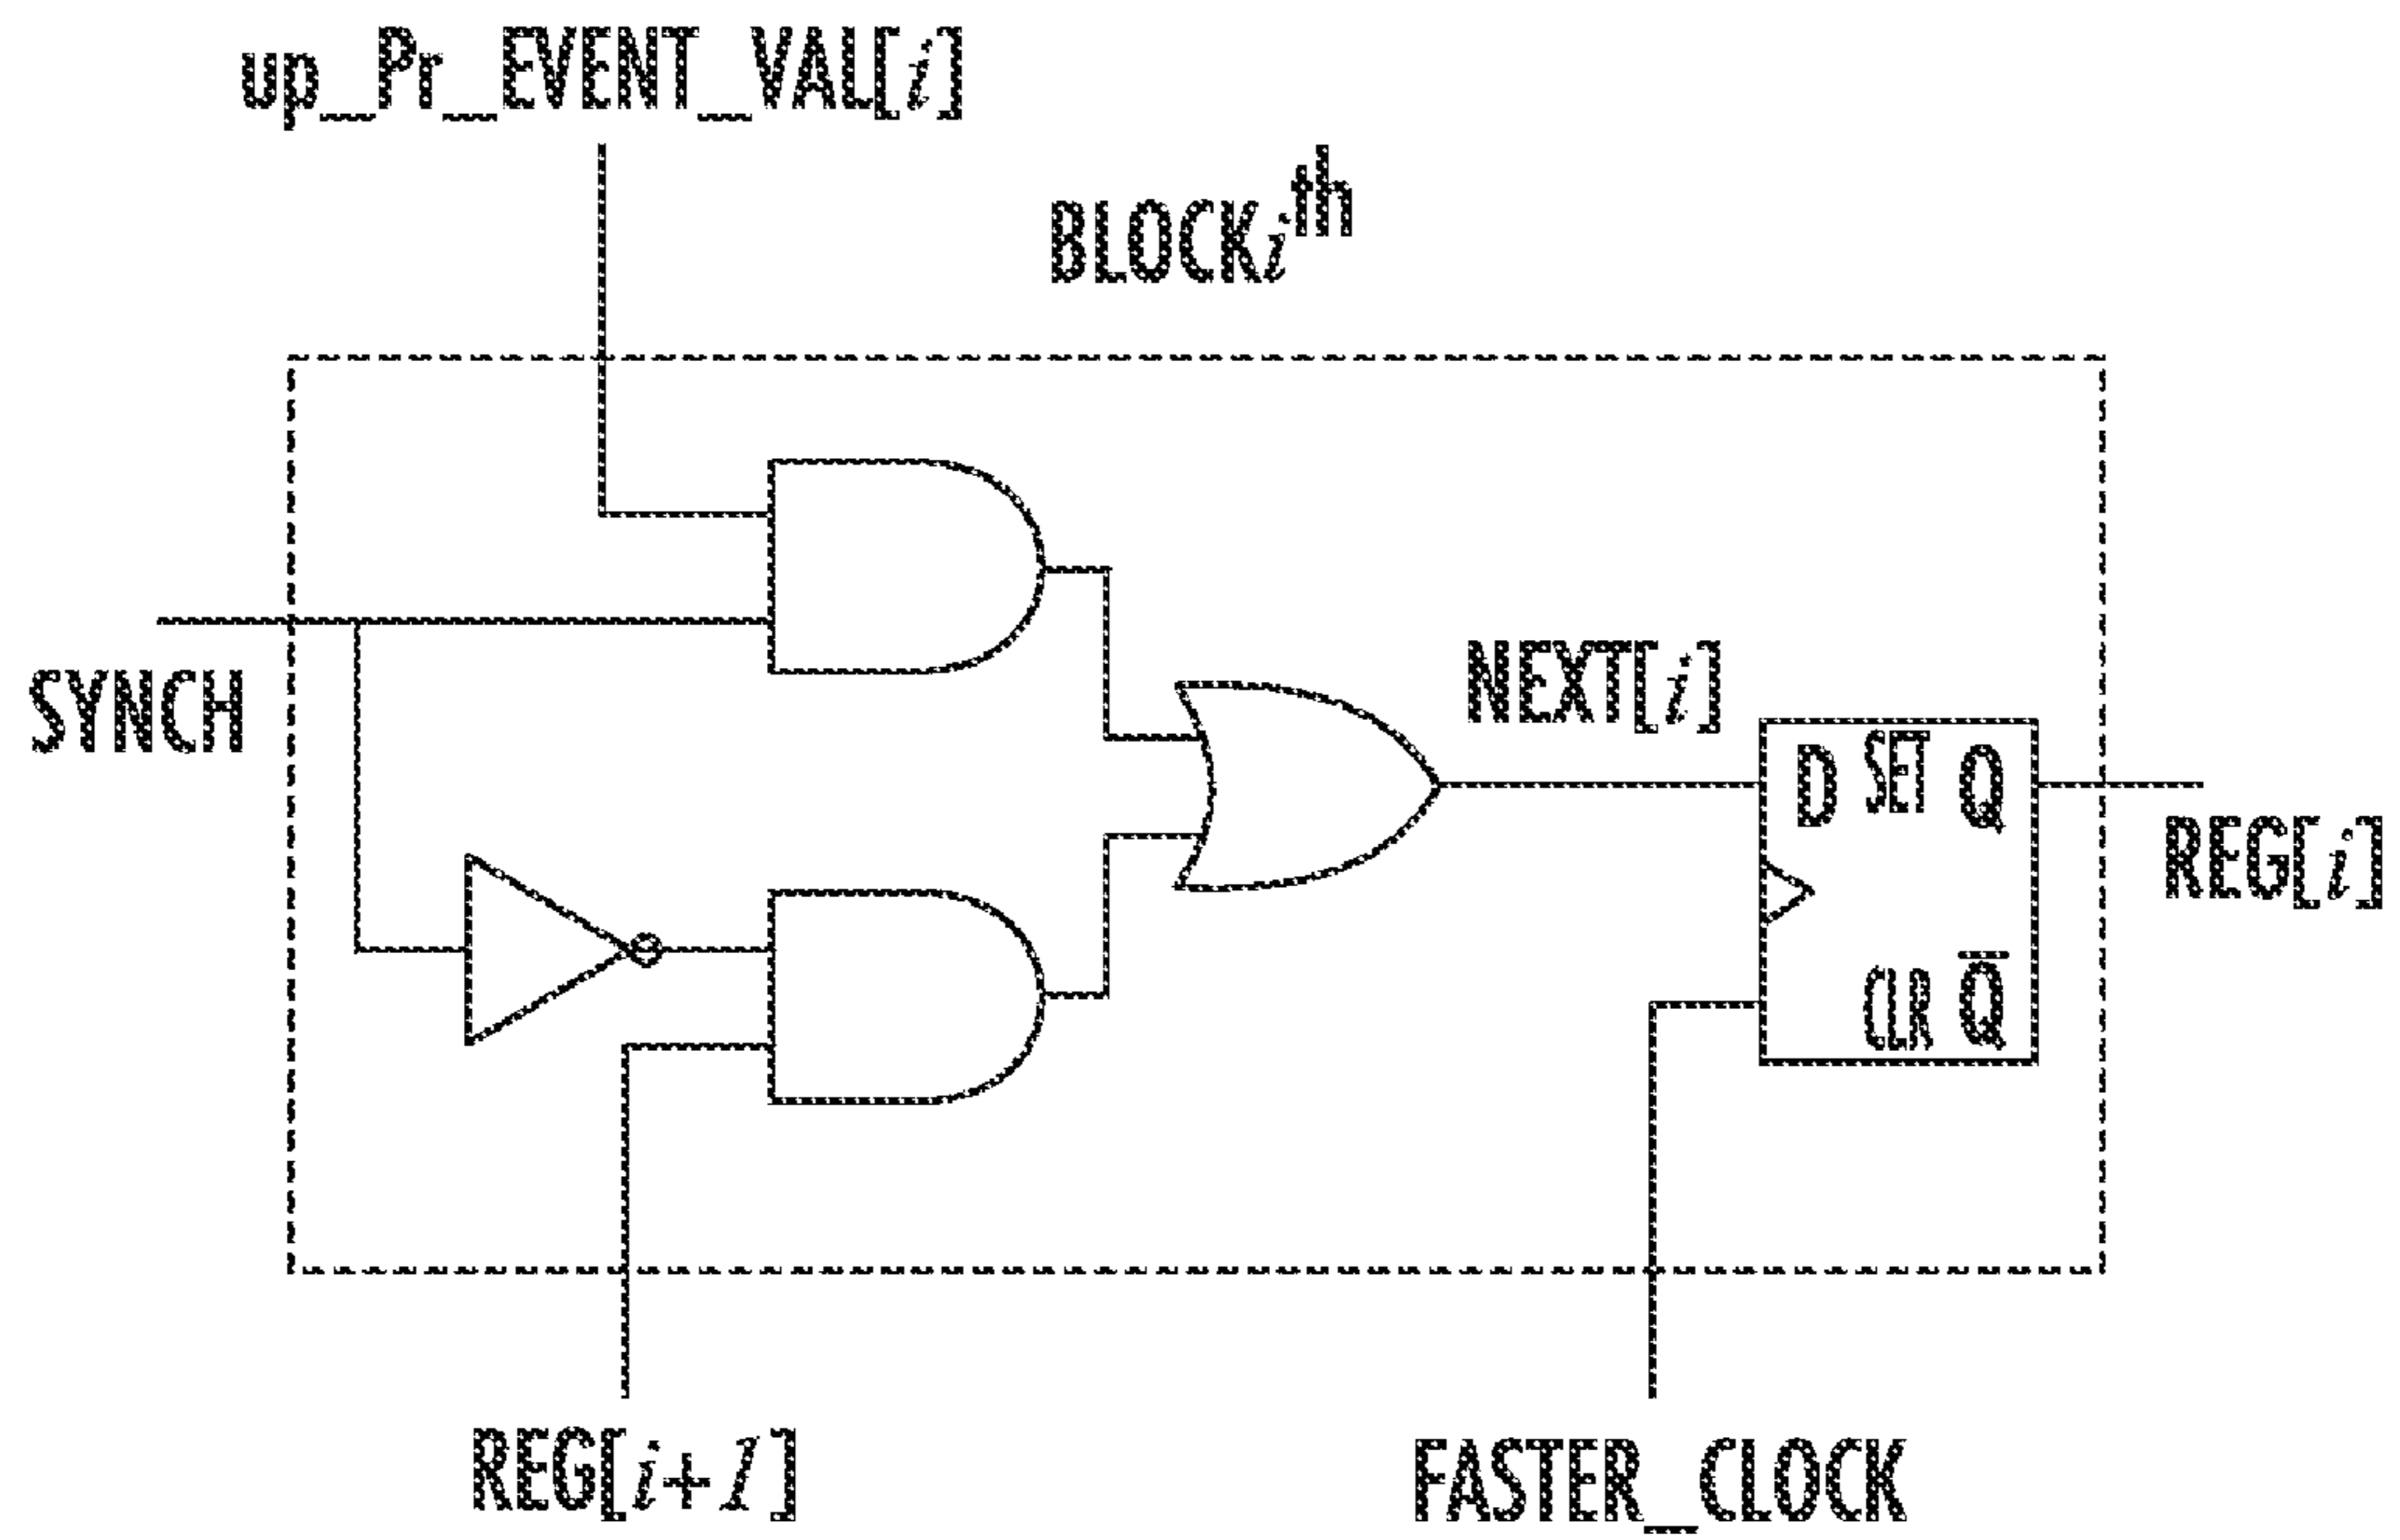 up_Pr_EVENT_VAL[i]
BLOCKi^th
SYNCH
NEXT[i]
D SET Q
REG[i]
CLR Q̅
REG[i+1]
FASTER_CLOCK